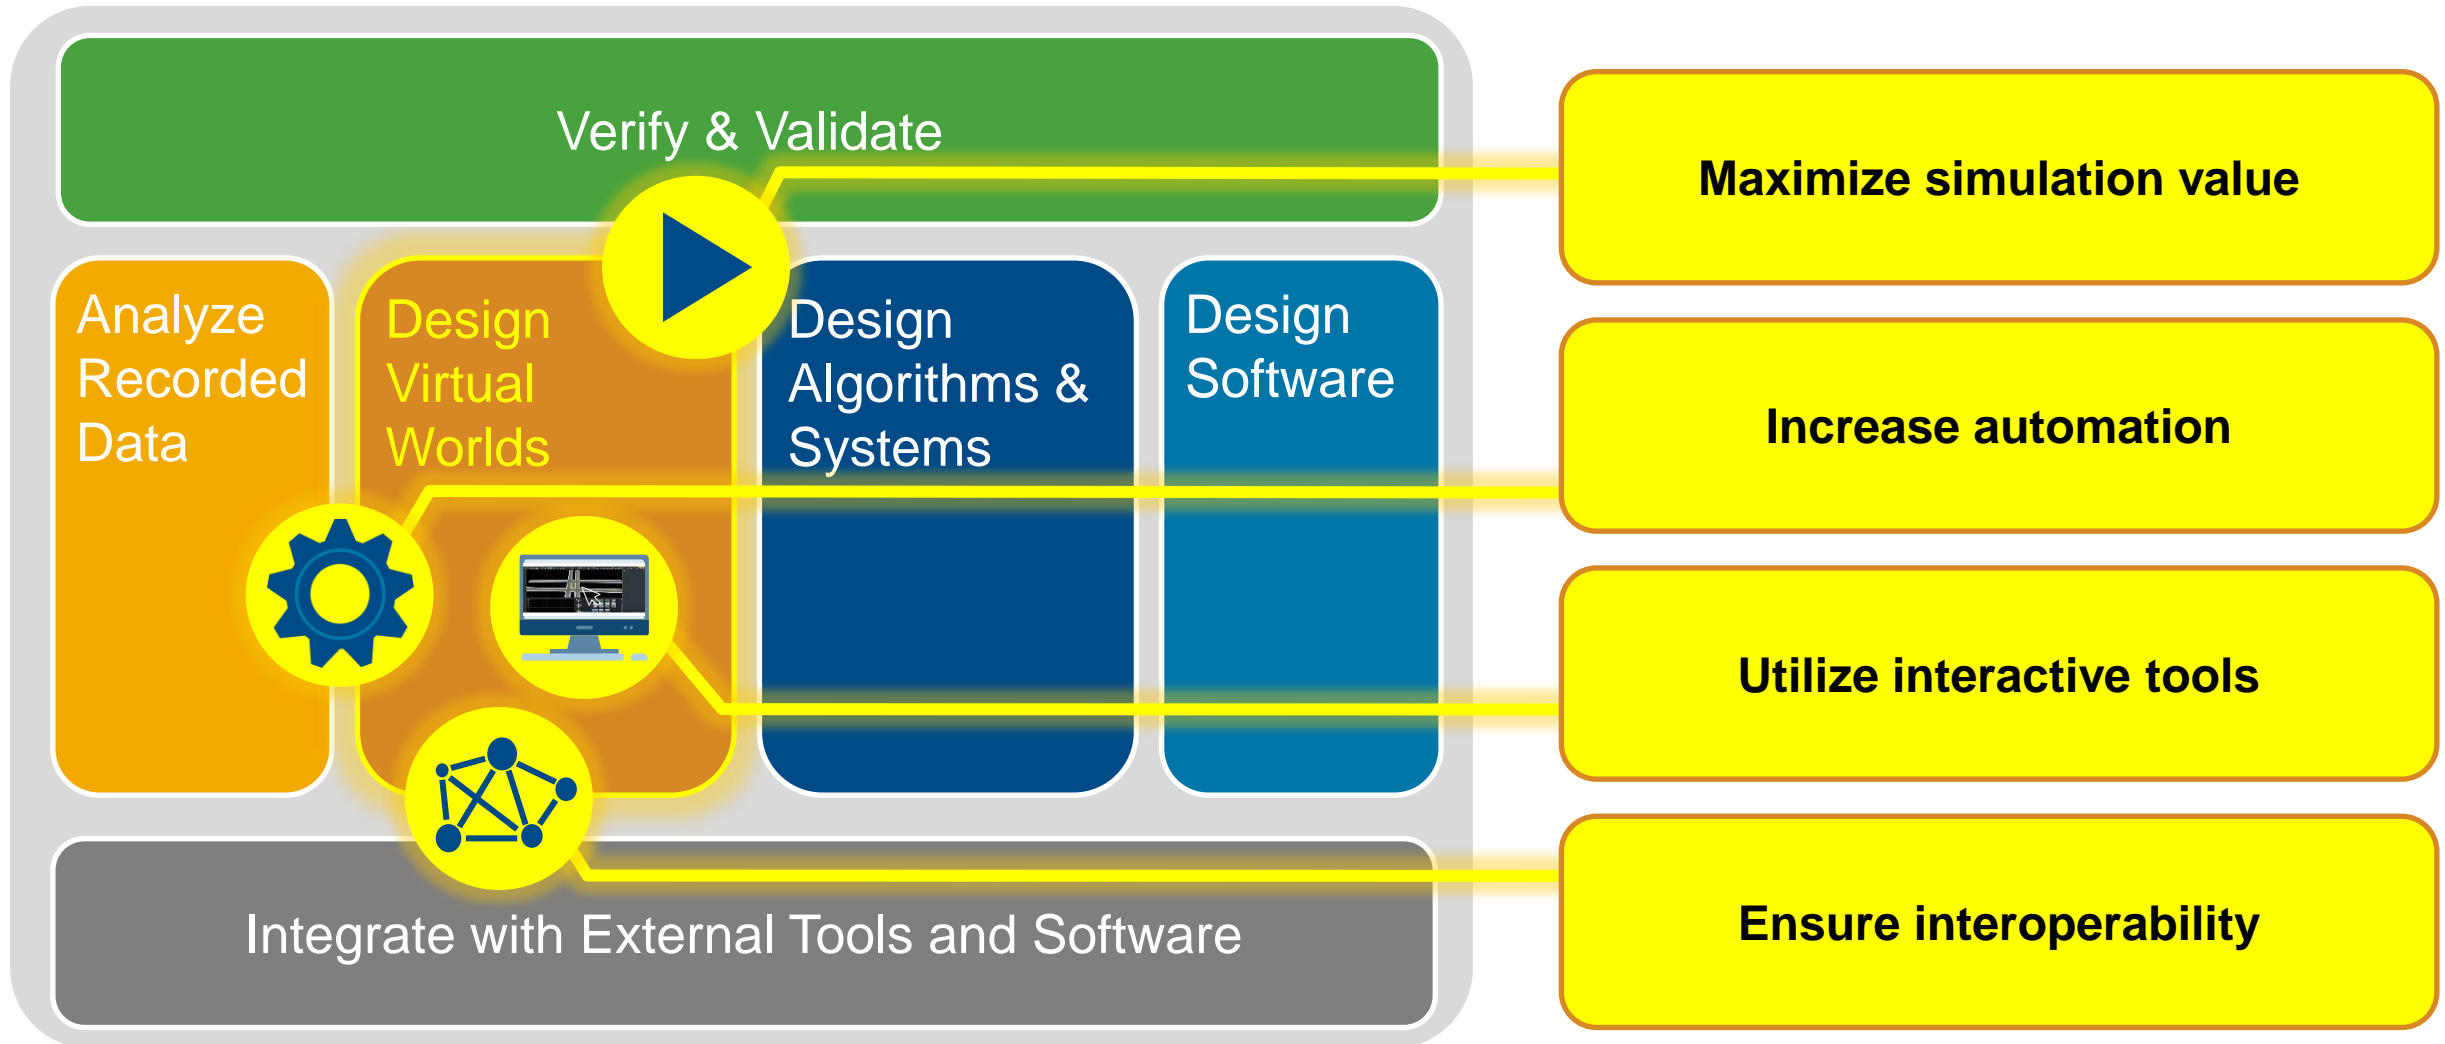 Verify & Validate
Analyze
Recorded
Data
Design
Virtual
Worlds
Design
Algorithms &
Systems
Design
Software
Integrate with External Tools and Software
Maximize simulation value
Increase automation
Utilize interactive tools
Ensure interoperability